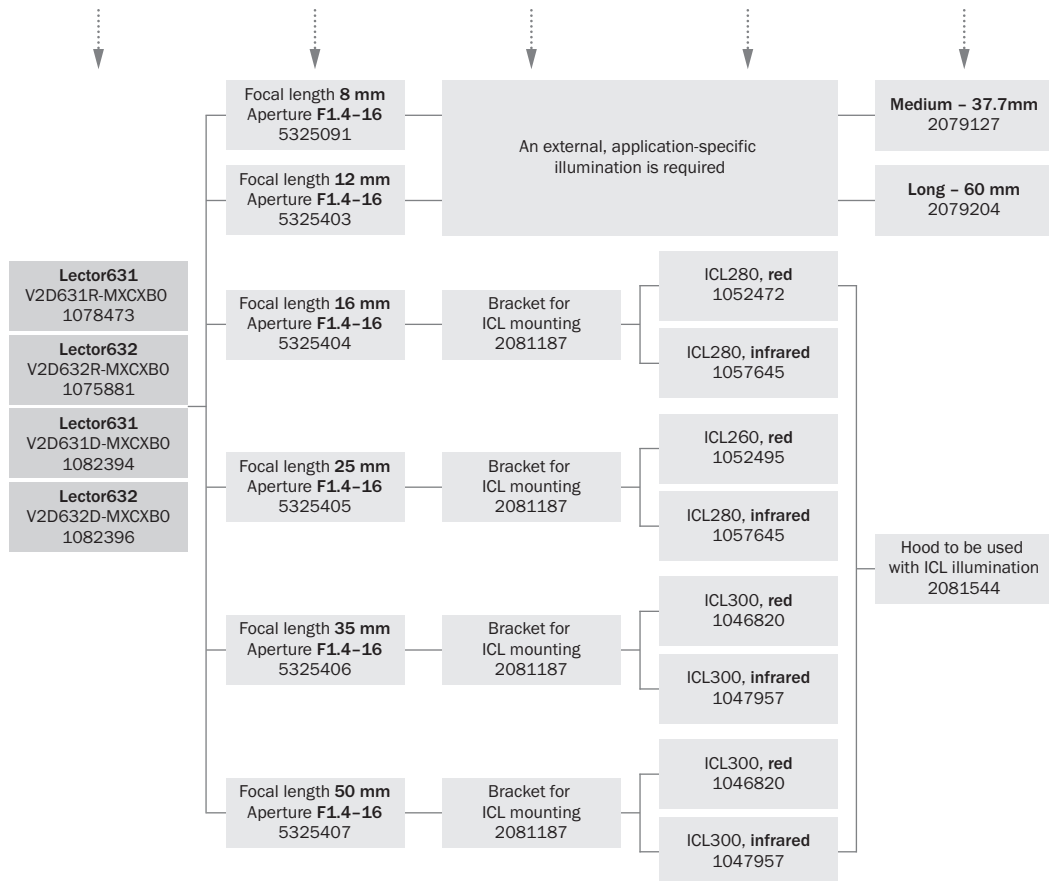 Focal length 8 mm
Aperture F1.4–16
5325091
An external, application-specific
illumination is required
Medium – 37.7mm
2079127
Focal length 12 mm
Aperture F1.4–16
5325403
Long – 60 mm
2079204
Lector631
V2D631R-MXCXB0
1078473
Lector632
V2D632R-MXCXB0
1075881
Lector631
V2D631D-MXCXB0
1082394
Lector632
V2D632D-MXCXB0
1082396
Focal length 16 mm
Aperture F1.4–16
5325404
Bracket for
ICL mounting
2081187
ICL280, red
1052472
ICL280, infrared
1057645
Focal length 25 mm
Aperture F1.4–16
5325405
Bracket for
ICL mounting
2081187
ICL260, red
1052495
ICL280, infrared
1057645
Focal length 35 mm
Aperture F1.4–16
5325406
Bracket for
ICL mounting
2081187
ICL300, red
1046820
ICL300, infrared
1047957
Focal length 50 mm
Aperture F1.4–16
5325407
Bracket for
ICL mounting
2081187
ICL300, red
1046820
ICL300, infrared
1047957
Hood to be used
with ICL illumination
2081544